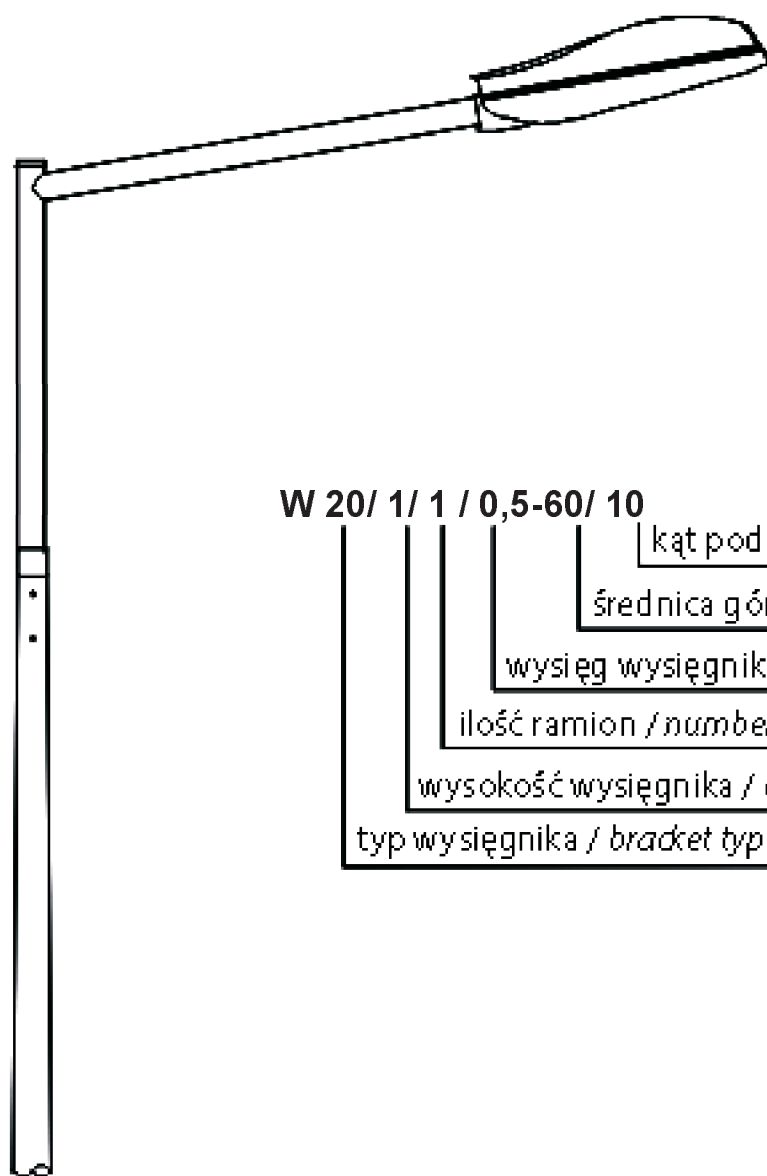 W 20/ 1/ 1 / 0,5-60/ 10
kąt pod
średnica gór
wysięg wysięgnik
ilość ramion / numbe
wysokość wysięgnika /
typ wysięgnika / bracket typ